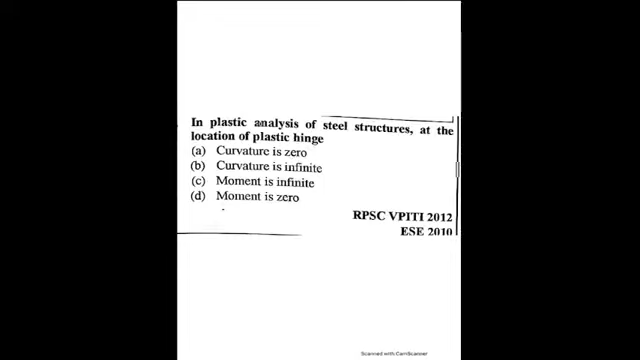 In plastic analysis of steel structures, at the
location of plastic hinge
(a) Curvature is zero
(b) Curvature is infinite
(c) Moment is infinite
(d) Moment is zero
RPSC VPITI 2012
ESE 2010
Scanned with CamScanner